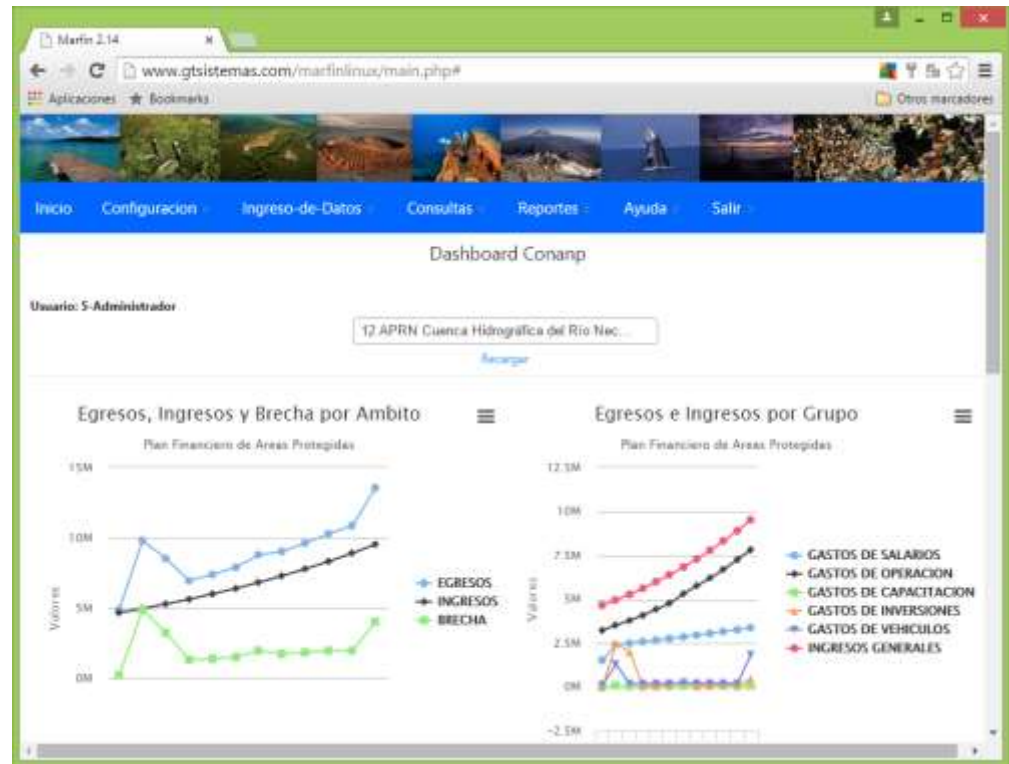 Marfin 2.14
www.gtsistemas.com/marfinlinux/main.php#
Aplicaciones Bookmarks Otros marcadores
Inicio Configuracion Ingreso-de-Datos Consultas Reportes Ayuda Salir
Dashboard Conanp
Usuario: 5-Administrador
12 APRN Cuenca Hidrográfica del Río Nec...
Recargar
Egresos, Ingresos y Brecha por Ambito
Plan Financiero de Areas Protegidas
15M
10M
5M
0M
Valores
EGRESOS
INGRESOS
BRECHA
Egresos e Ingresos por Grupo
Plan Financiero de Areas Protegidas
12.5M
10M
7.5M
5M
2.5M
0M
-2.5M
Valores
GASTOS DE SALARIOS
GASTOS DE OPERACION
GASTOS DE CAPACITACION
GASTOS DE INVERSIONES
GASTOS DE VEHICULOS
INGRESOS GENERALES